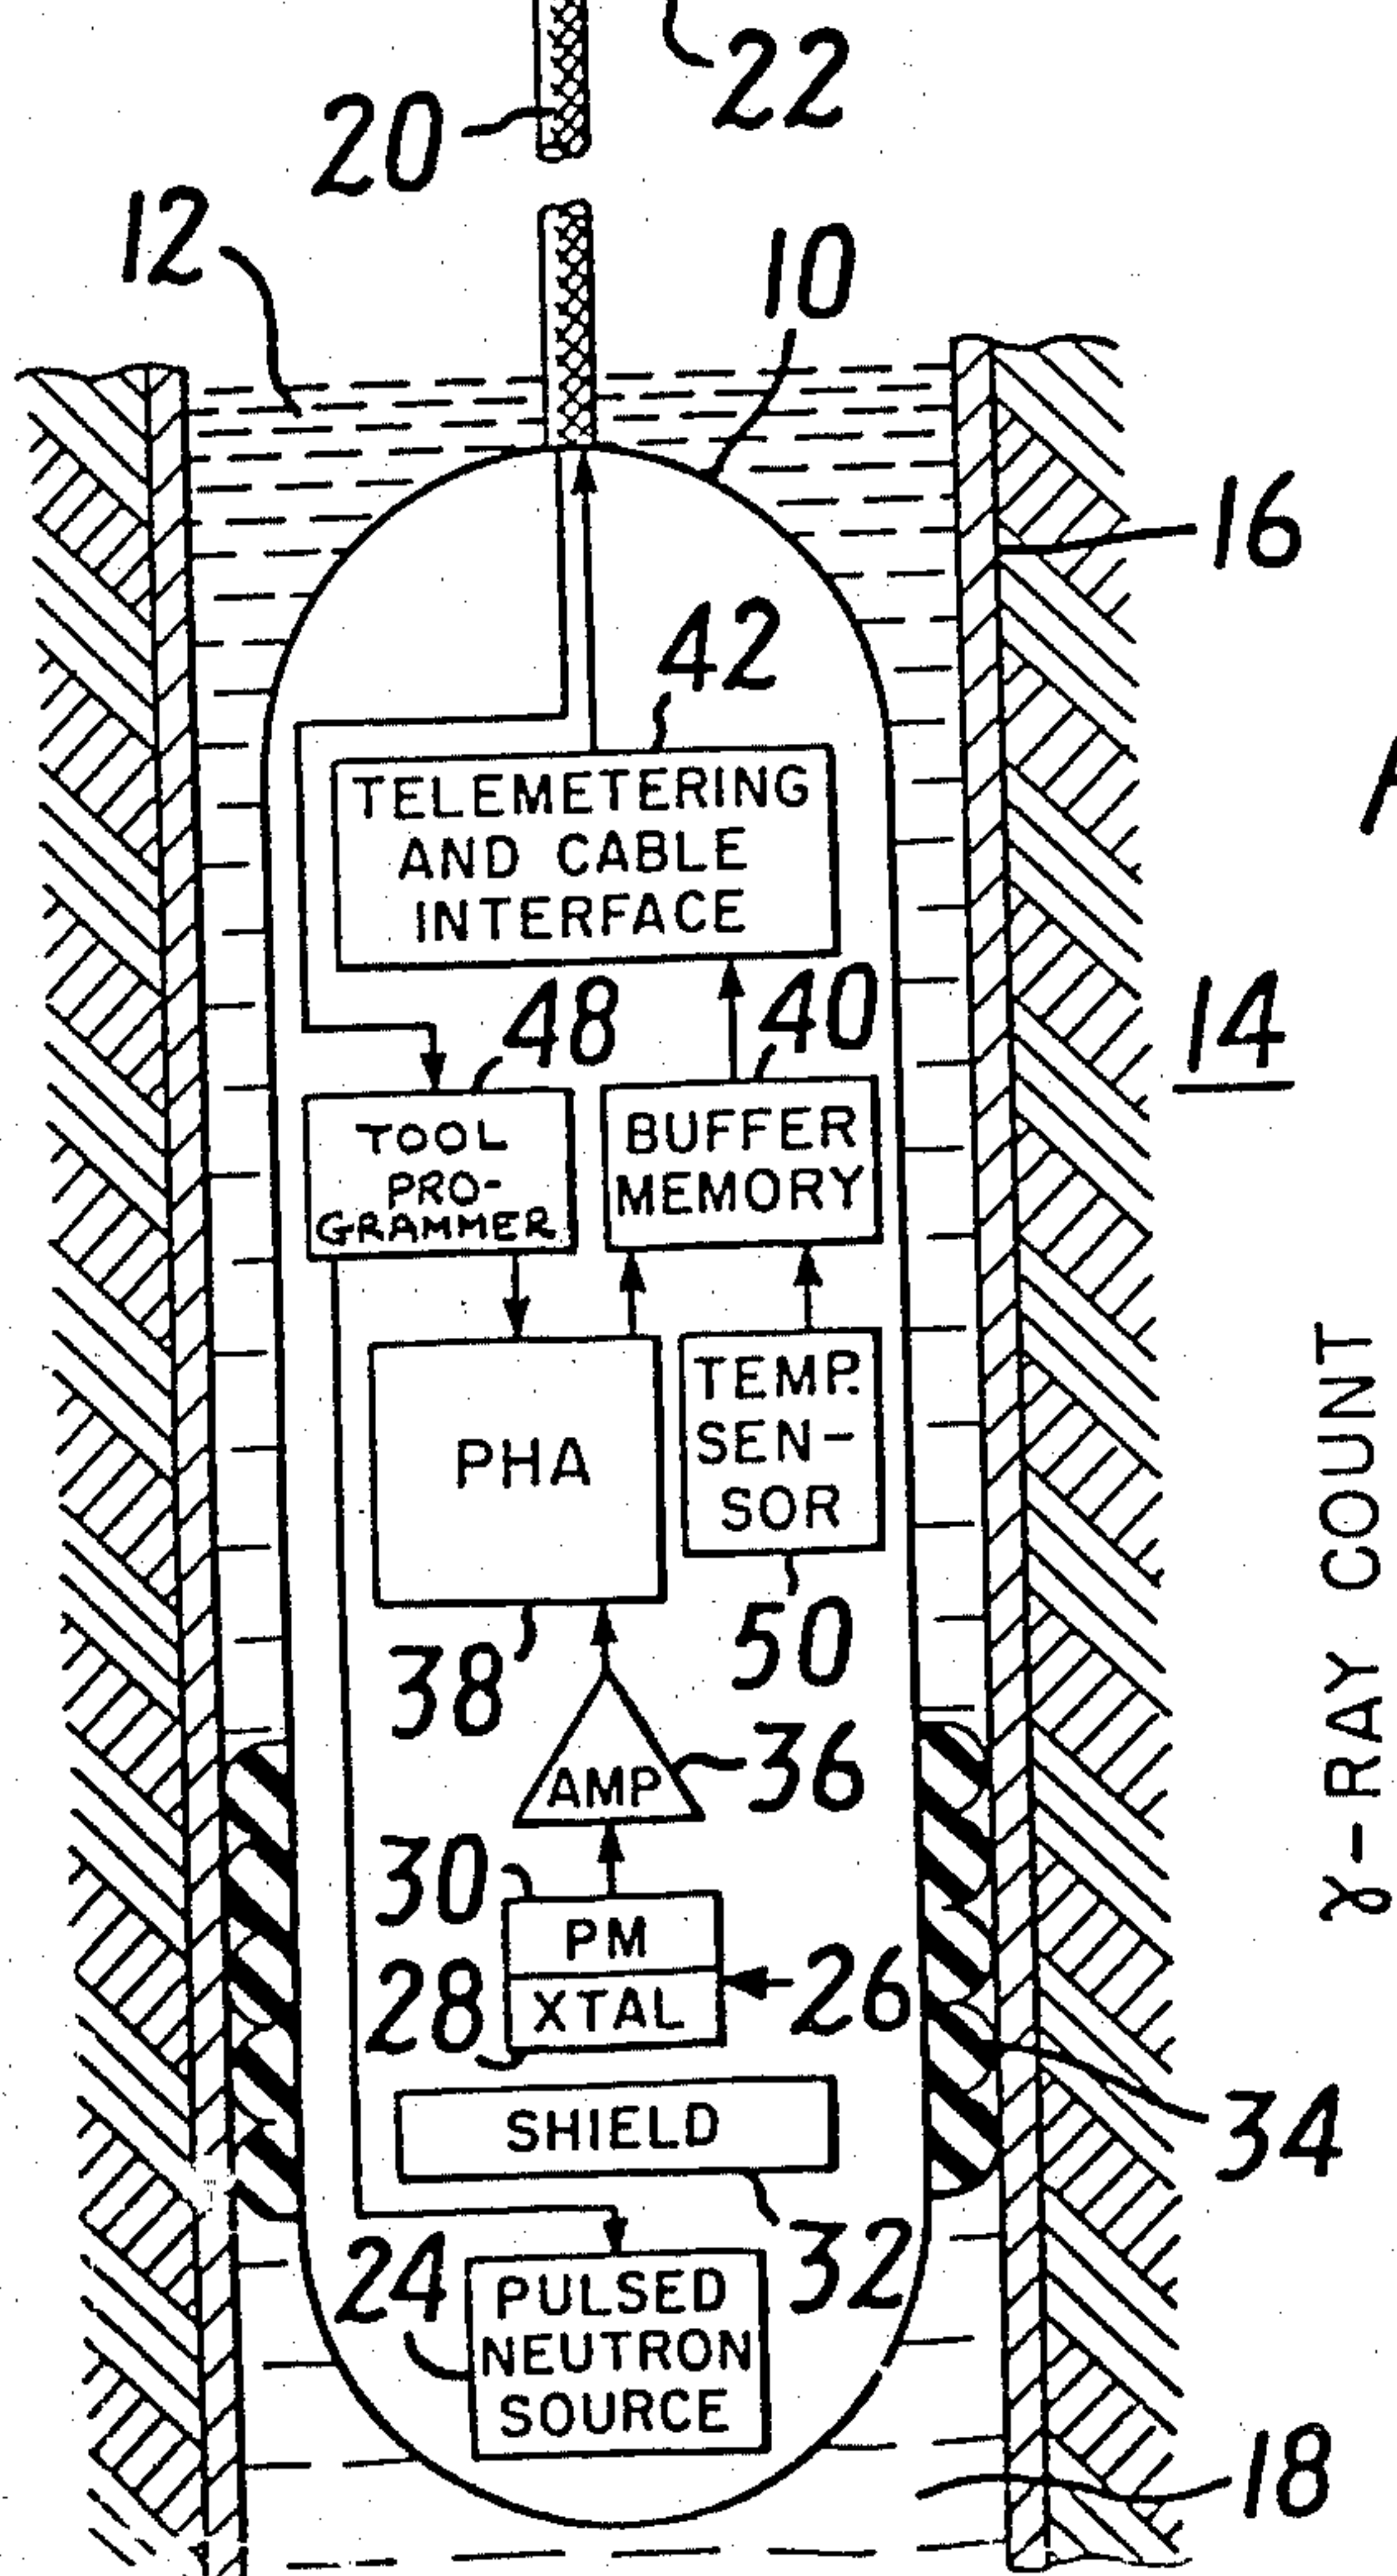 22
20
12
10
16
42
TELEMETERING
AND CABLE
INTERFACE
48
40
14
TOOL
PRO-
GRAMMER
BUFFER
MEMORY
PHA
TEMP.
SEN-
SOR
γ-RAY COUNT
38
50
AMP
36
30
PM
28
XTAL
26
SHIELD
34
32
24
PULSED
NEUTRON
SOURCE
18